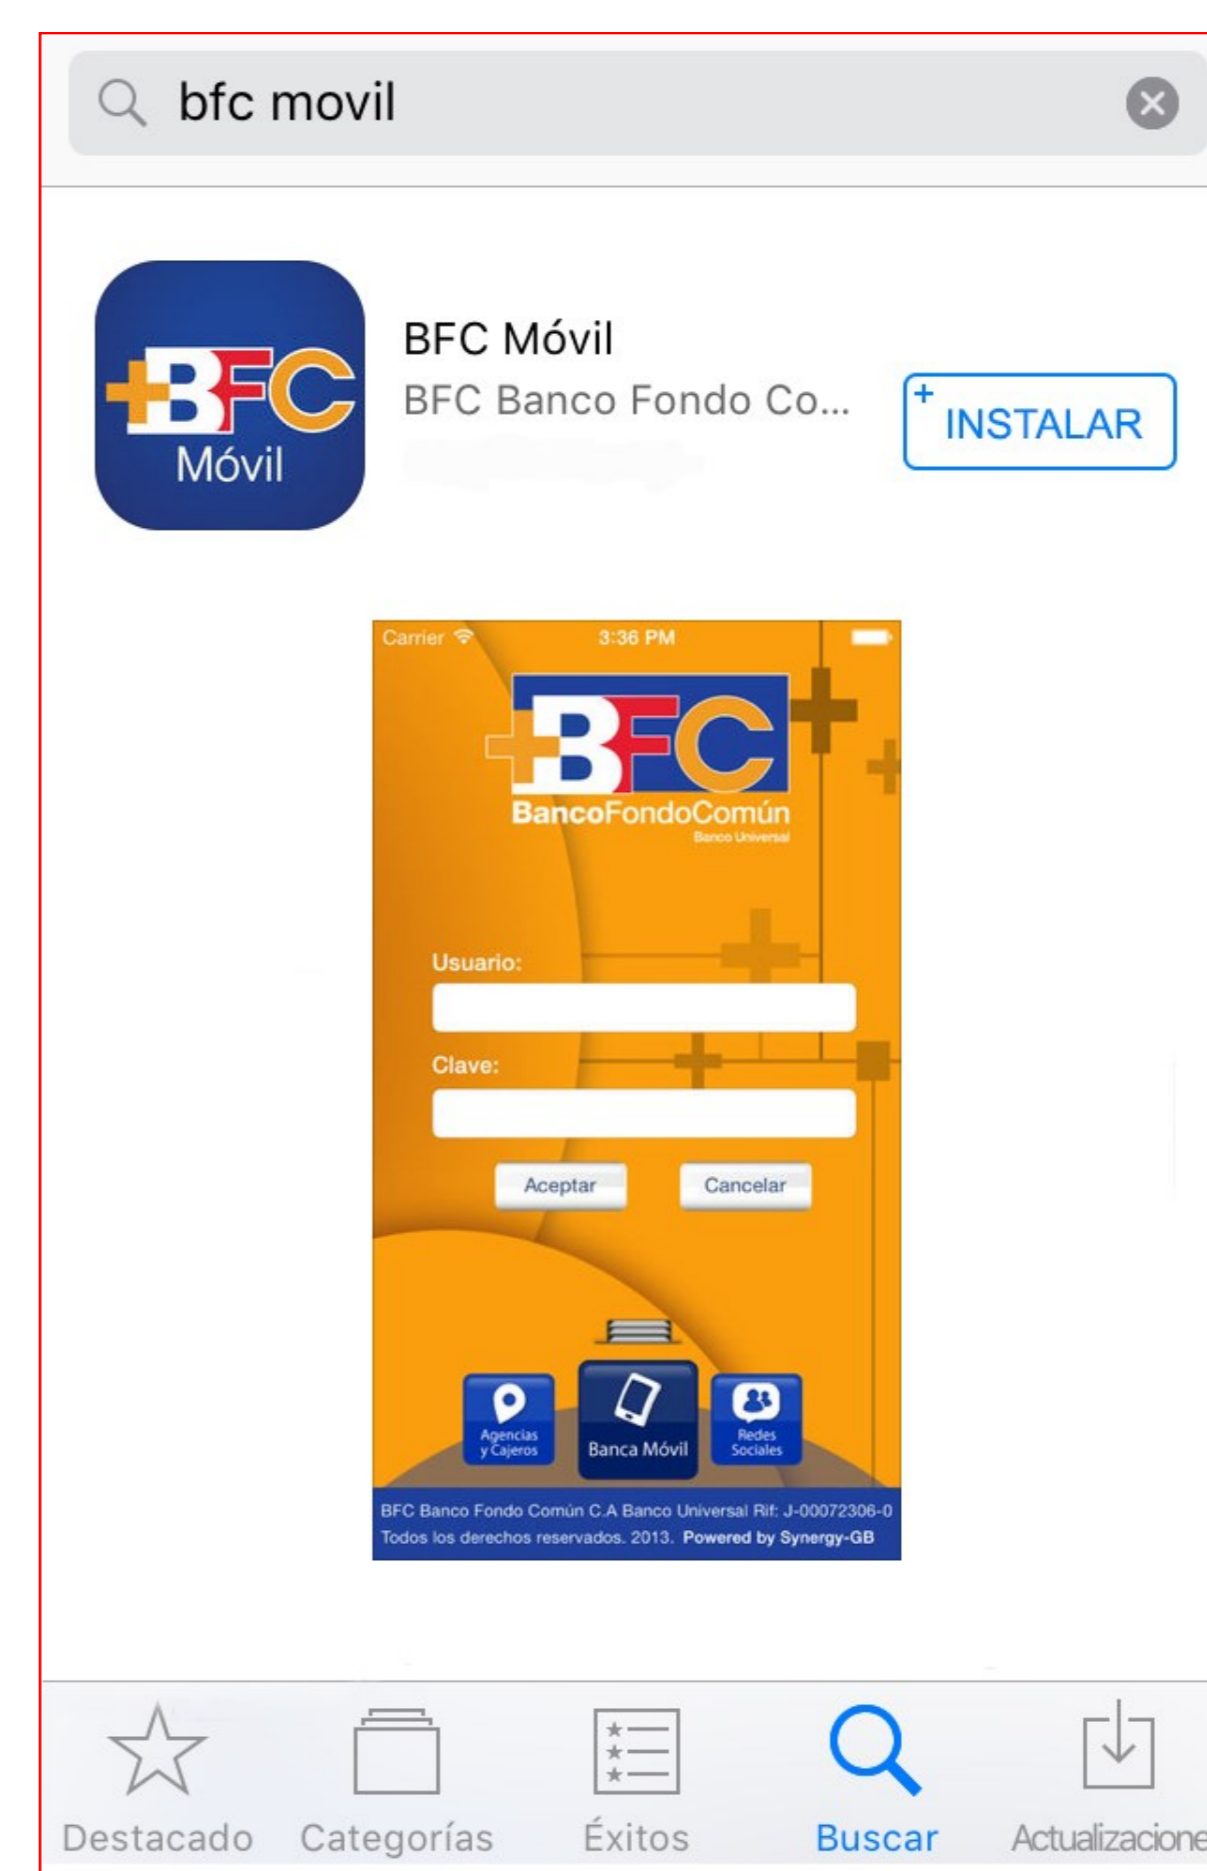 bfc movil
BFC
Móvil
BFC Móvil
BFC Banco Fondo Co...
+ INSTALAR
Carrier 3:36 PM
BFC
BancoFondoComún
Banco Universal
Usuario:
Clave:
Aceptar Cancelar
Agencias
y Cajeros
Banca Móvil
Redes
Sociales
BFC Banco Fondo Común C.A Banco Universal Rif: J-00072306-0
Todos los derechos reservados. 2013. Powered by Synergy-GB
Destacado Categorías Éxitos Buscar Actualizacione